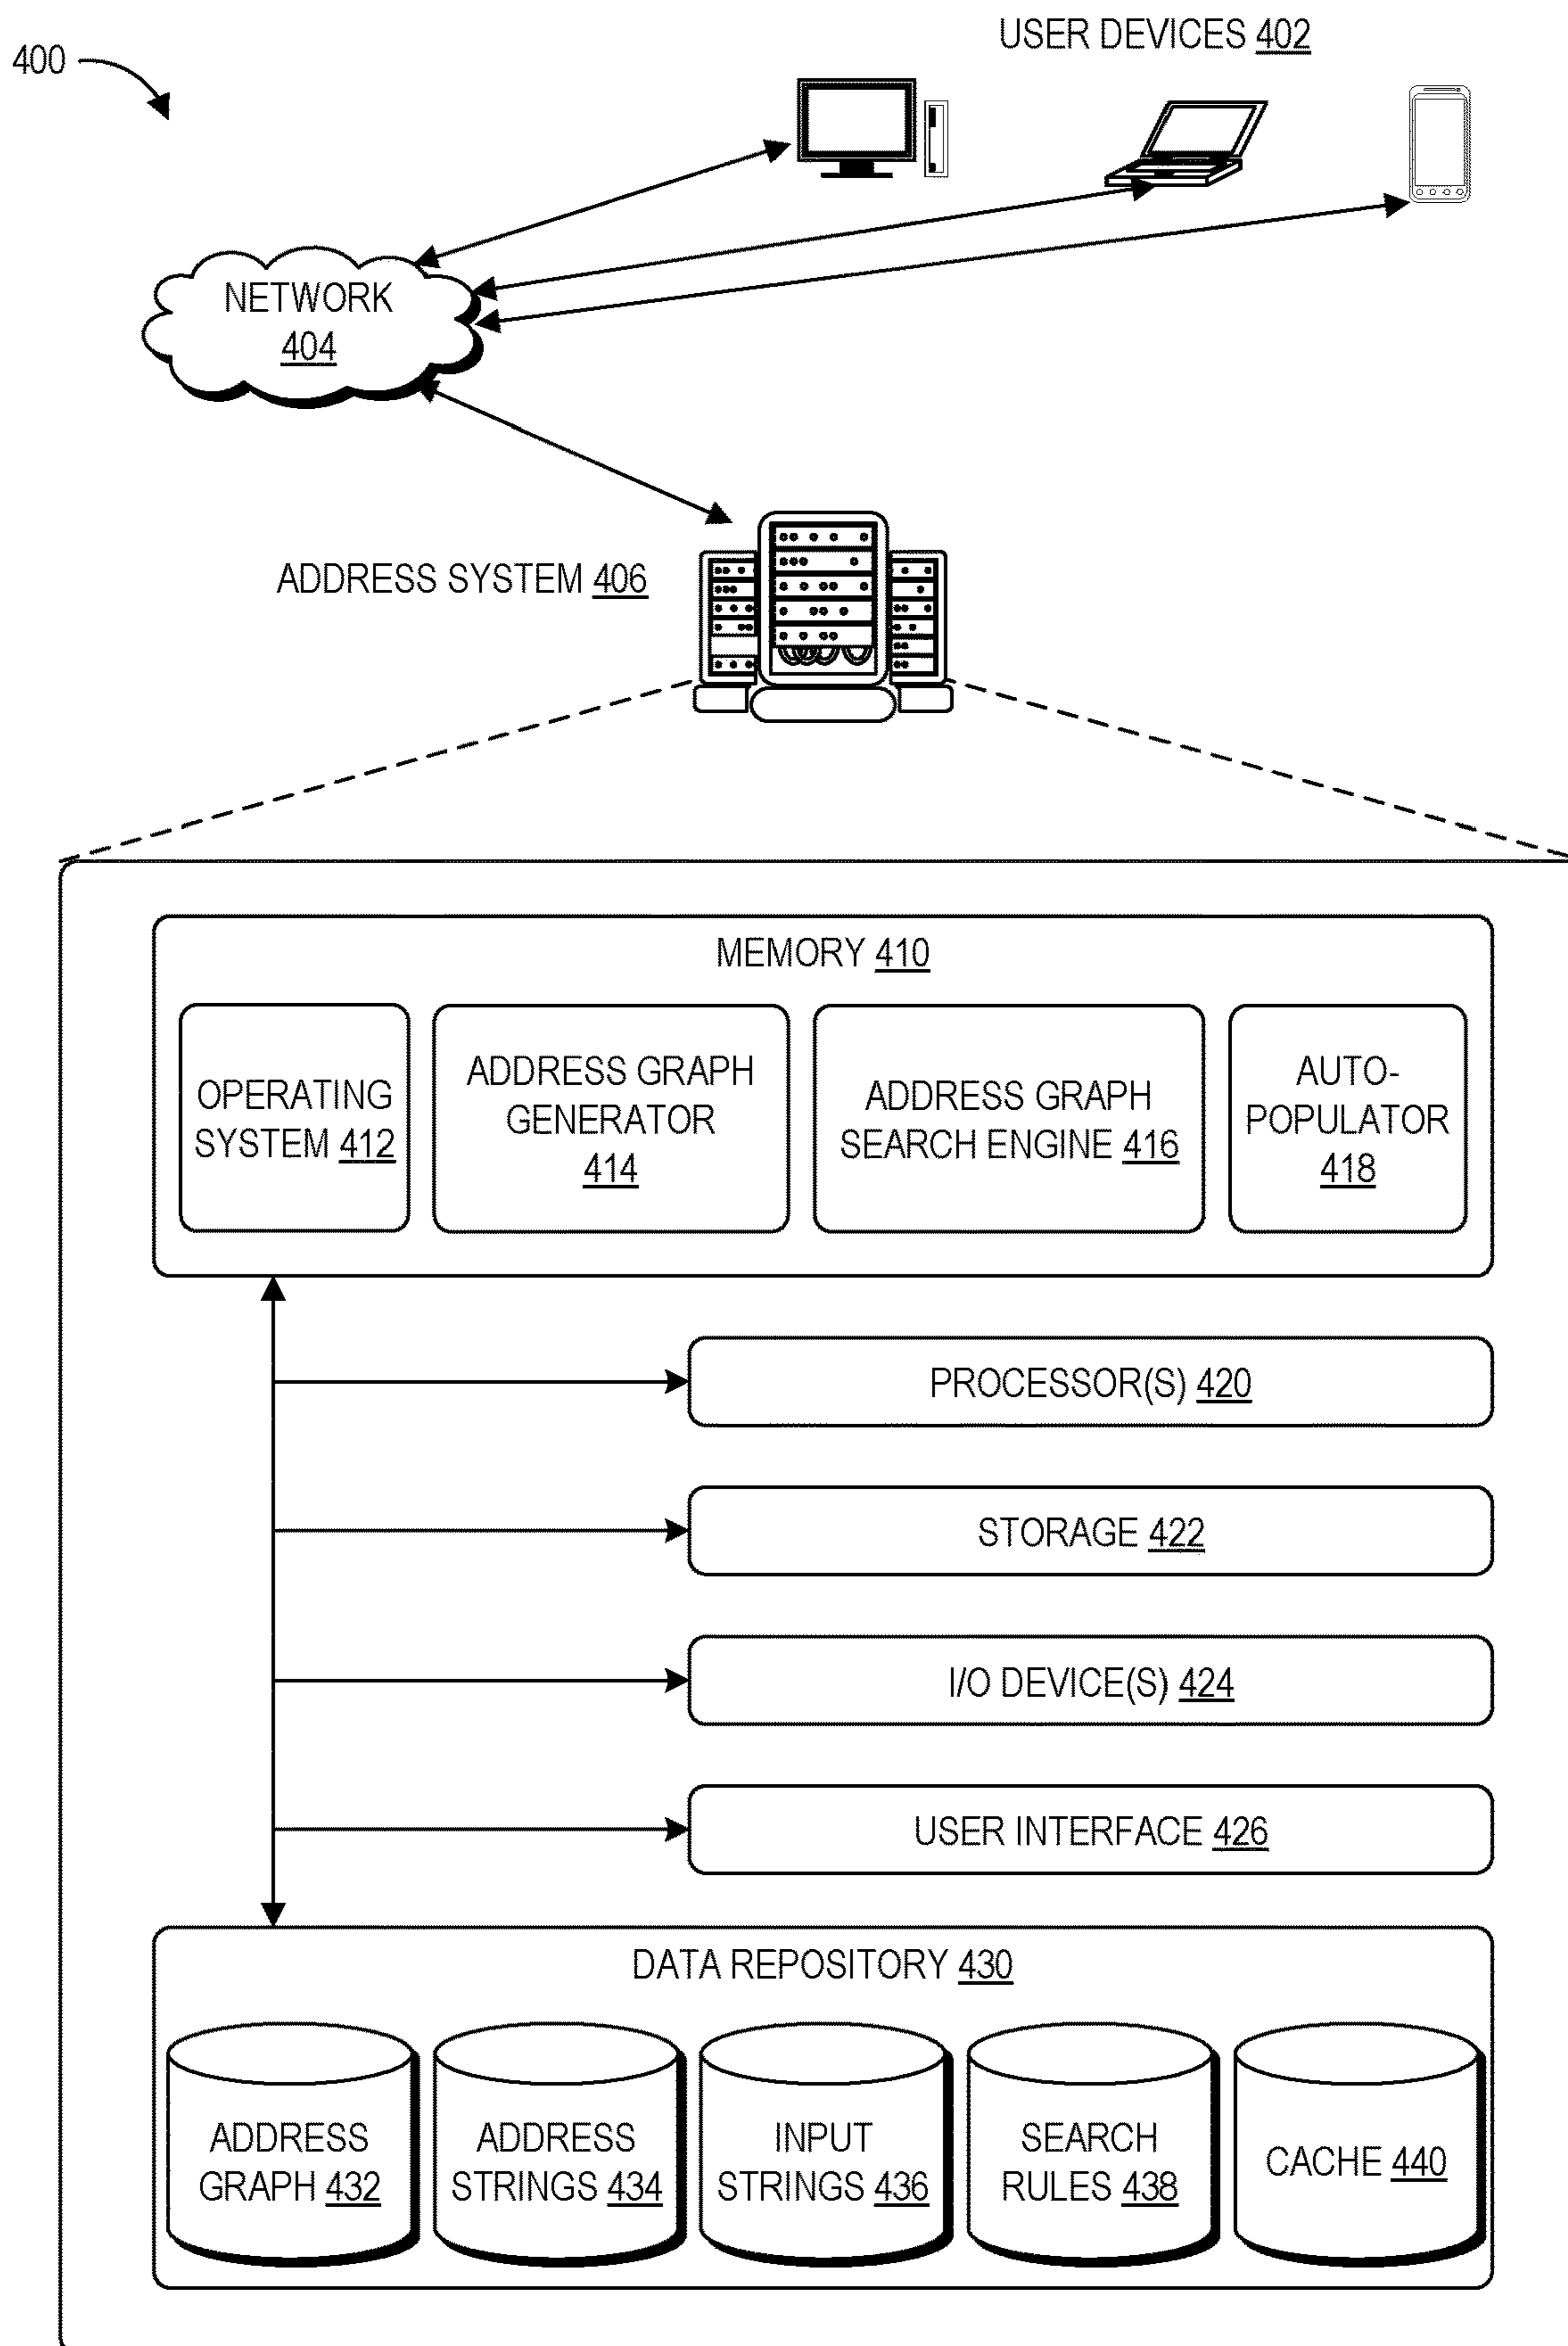 USER DEVICES 402
400
NETWORK
404
ADDRESS SYSTEM 406
MEMORY 410
OPERATING
SYSTEM 412
ADDRESS GRAPH
GENERATOR
414
ADDRESS GRAPH
SEARCH ENGINE 416
AUTO-
POPULATOR
418
PROCESSOR(S) 420
STORAGE 422
I/O DEVICE(S) 424
USER INTERFACE 426
DATA REPOSITORY 430
ADDRESS
GRAPH 432
ADDRESS
STRINGS 434
INPUT
STRINGS 436
SEARCH
RULES 438
CACHE 440